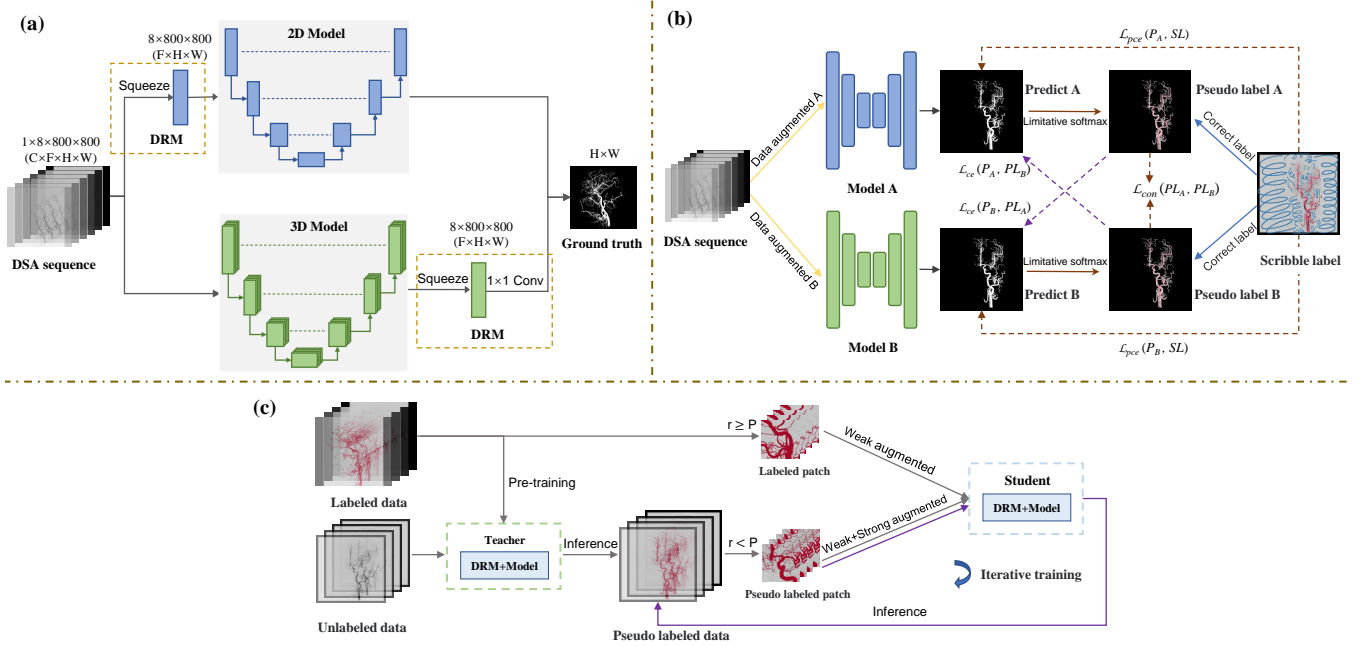 (a)
8×800×800
(F×H×W)
Squeeze
DRM
2D Model
1×8×800×800
(C×F×H×W)
DSA sequence
3D Model
8×800×800
(F×H×W)
Squeeze
1×1 Conv
DRM
H×W
Ground truth
(b)
DSA sequence
Data augmented A
Data augmented B
Model A
Model B
ℒpce (PA, SL)
Predict A
Limitative softmax
Pseudo label A
Correct label
ℒce (PA, PLB)
ℒcon (PLA, PLB)
ℒce (PB, PLA)
Correct label
Scribble label
Limitative softmax
Predict B
Pseudo label B
ℒpce (PB, SL)
(c)
Labeled data
Pre-training
r ≥ P
Labeled patch
Weak augmented
Student
DRM+Model
Unlabeled data
Teacher
DRM+Model
Inference
Pseudo labeled data
r < P
Pseudo labeled patch
Weak+Strong augmented
Iterative training
Inference